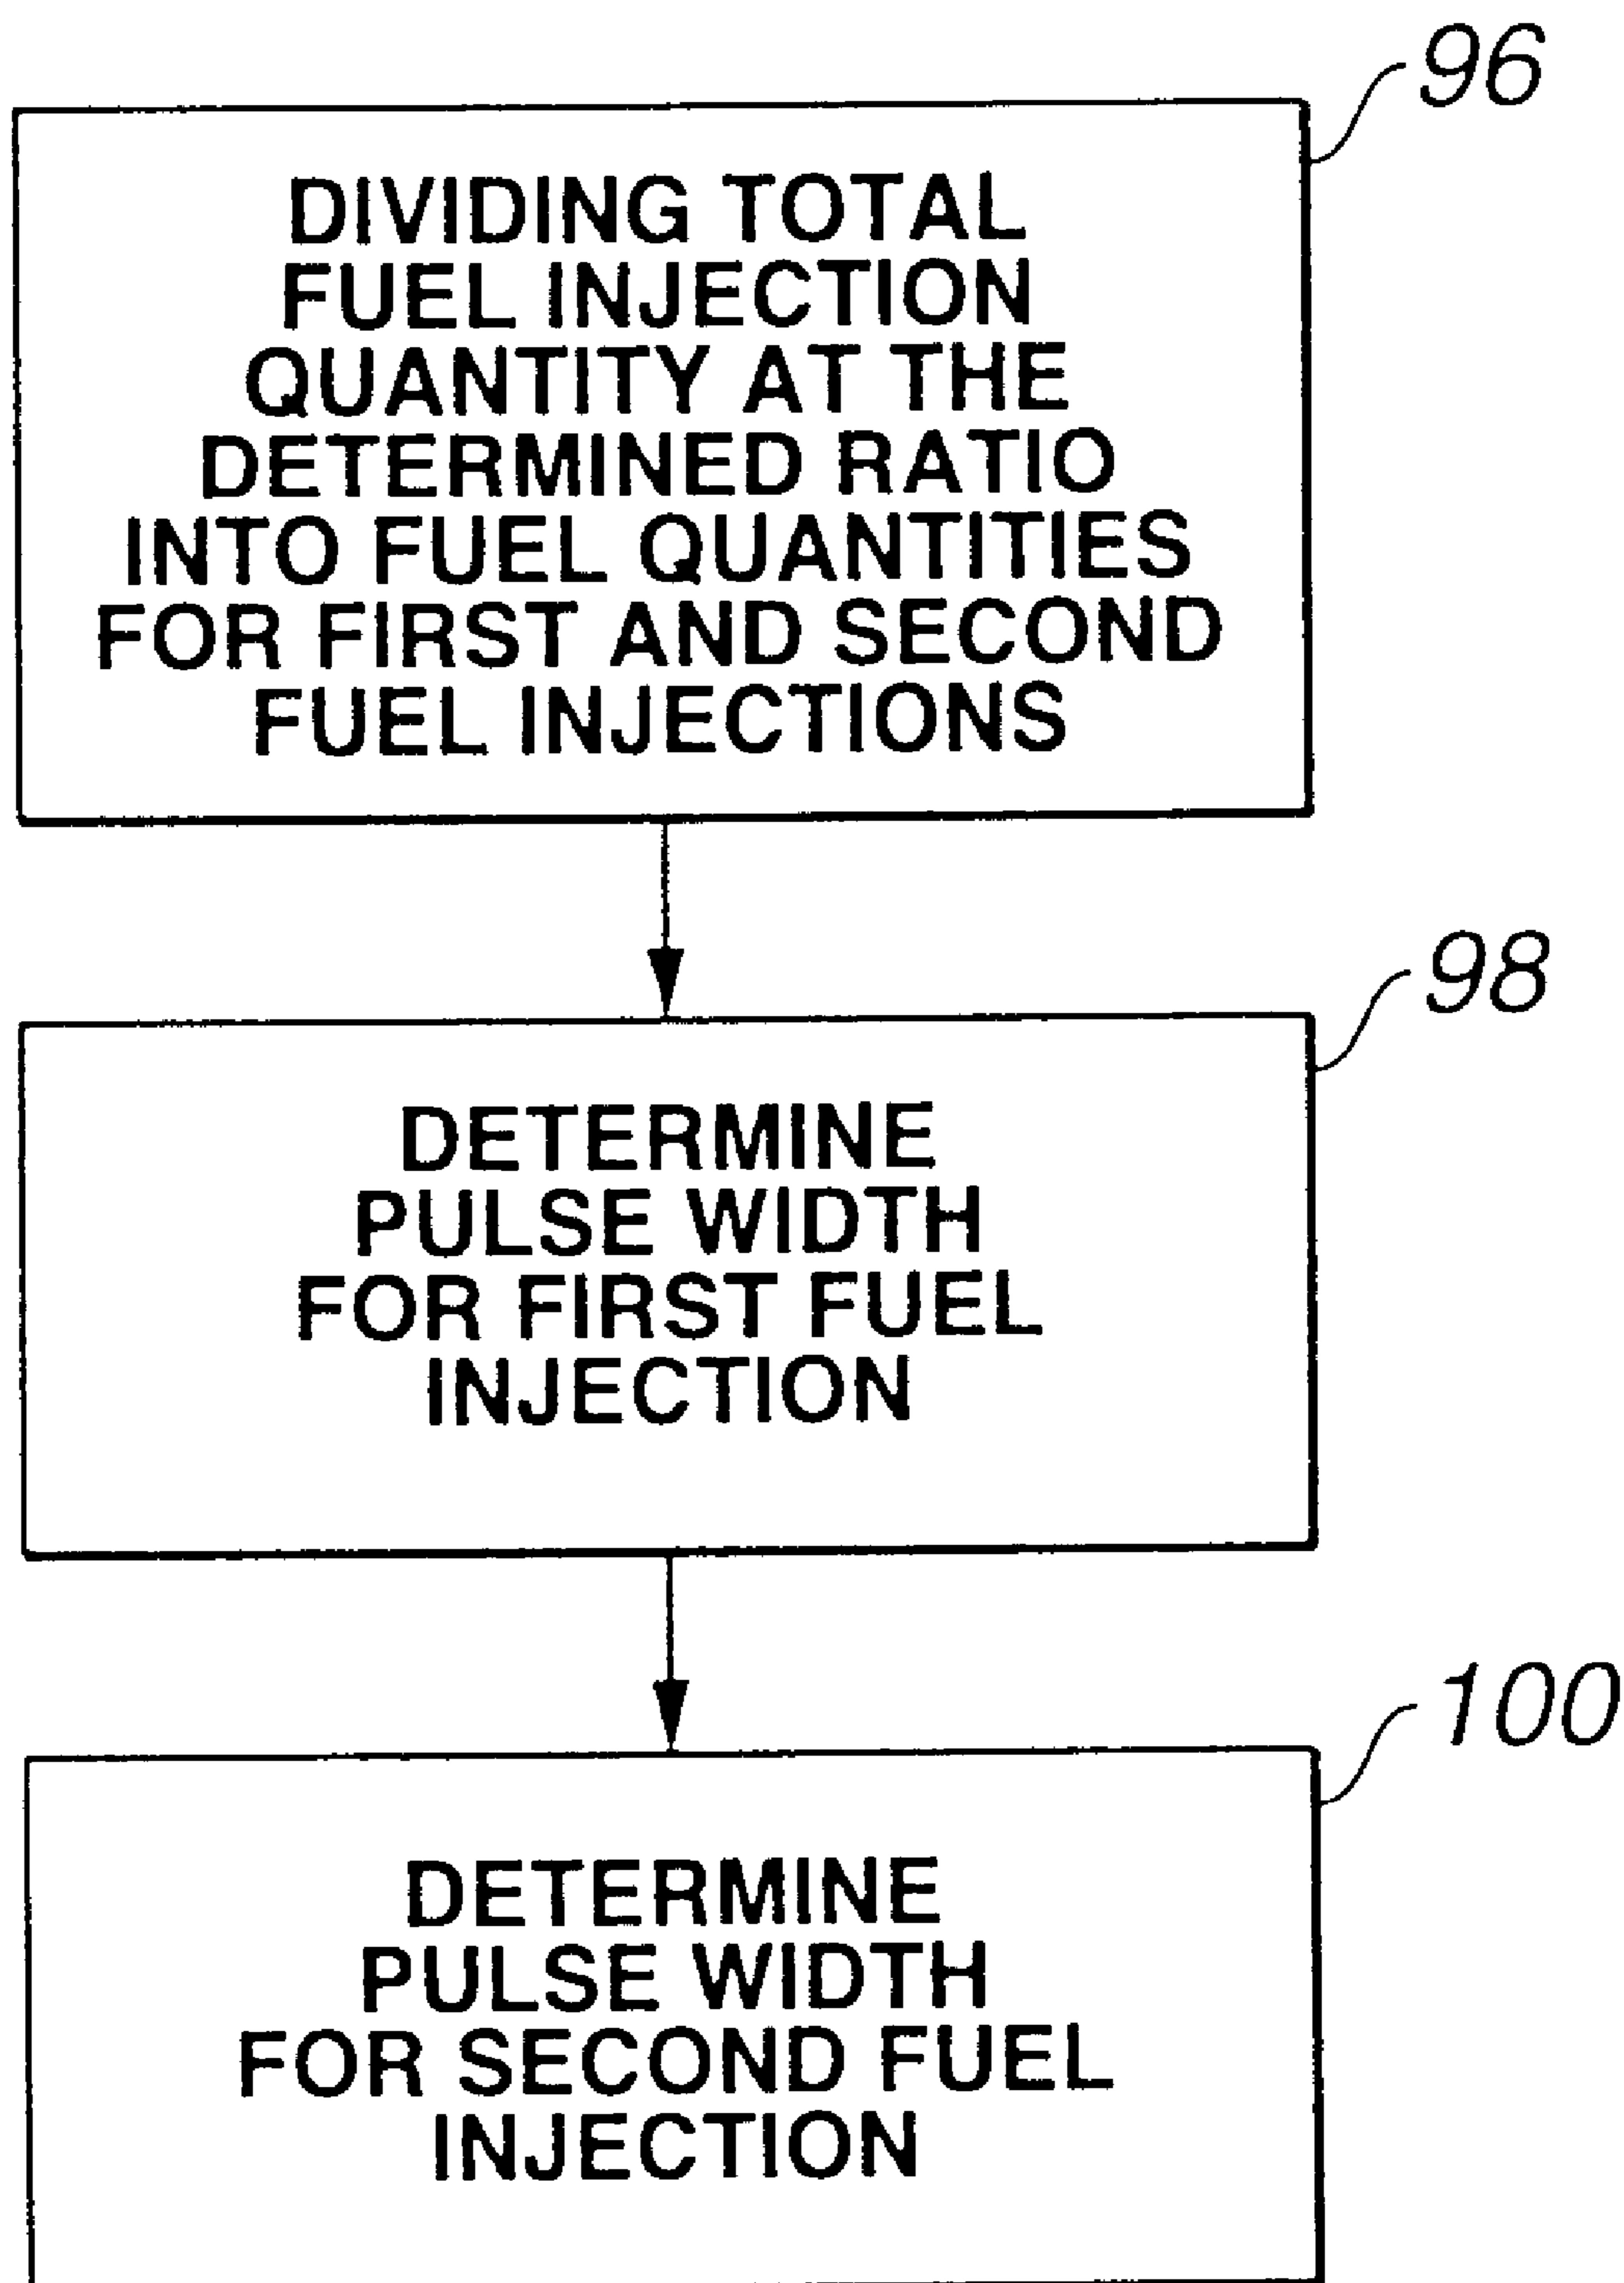 96
DIVIDING TOTAL
FUEL INJECTION
QUANTITY AT THE
DETERMINED RATIO
INTO FUEL QUANTITIES
FOR FIRST AND SECOND
FUEL INJECTIONS
98
DETERMINE
PULSE WIDTH
FOR FIRST FUEL
INJECTION
100
DETERMINE
PULSE WIDTH
FOR SECOND FUEL
INJECTION